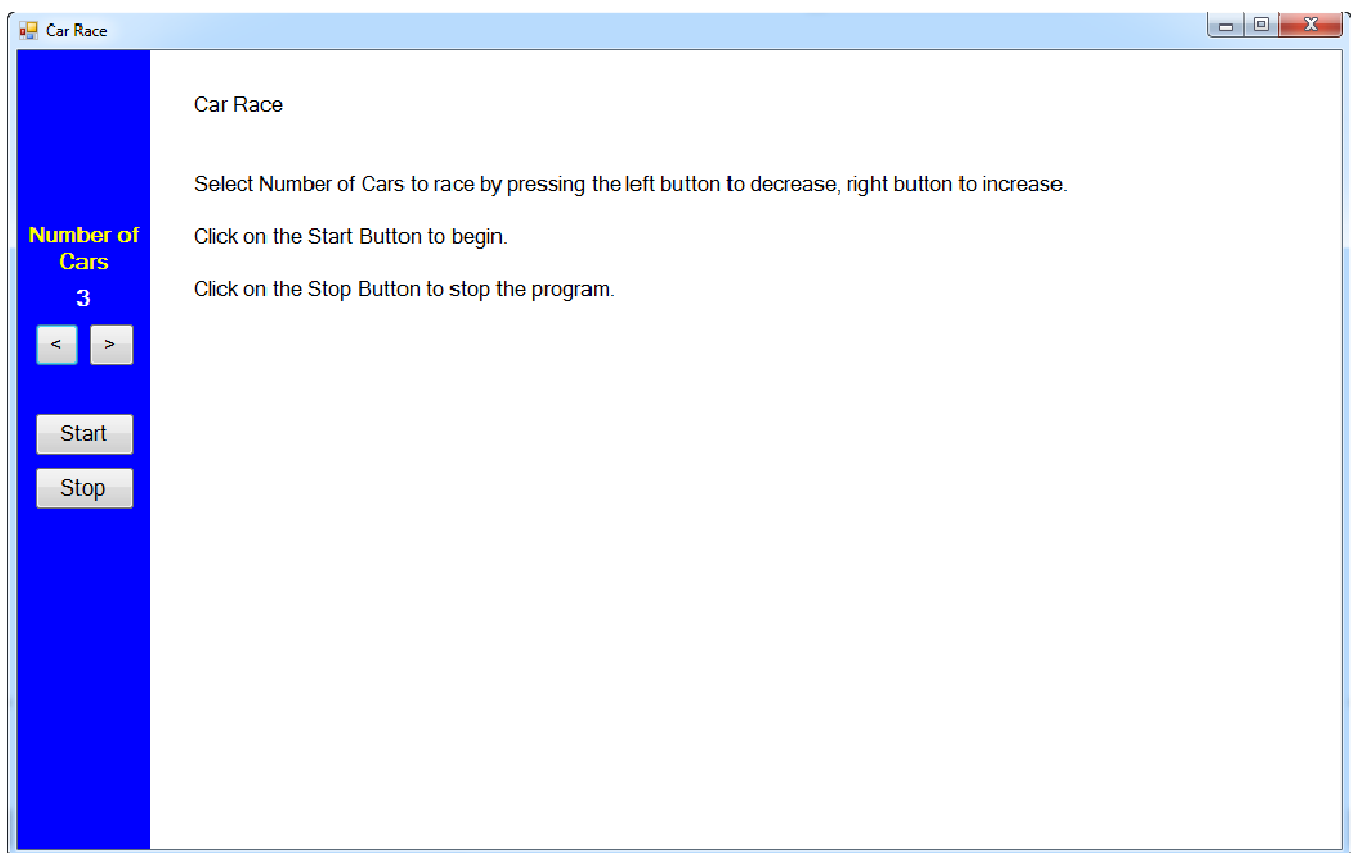 Car Race
Car Race
Select Number of Cars to race by pressing the left button to decrease, right button to increase.
Click on the Start Button to begin.
Click on the Stop Button to stop the program.
Number of
Cars
3
< >
Start
Stop